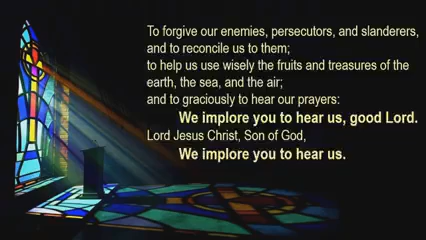 To forgive our enemies, persecutors, and slanderers,
and to reconcile us to them;
to help us use wisely the fruits and treasures of the
earth, the sea, and the air;
and to graciously to hear our prayers:
We implore you to hear us, good Lord.
Lord Jesus Christ, Son of God,
We implore you to hear us.